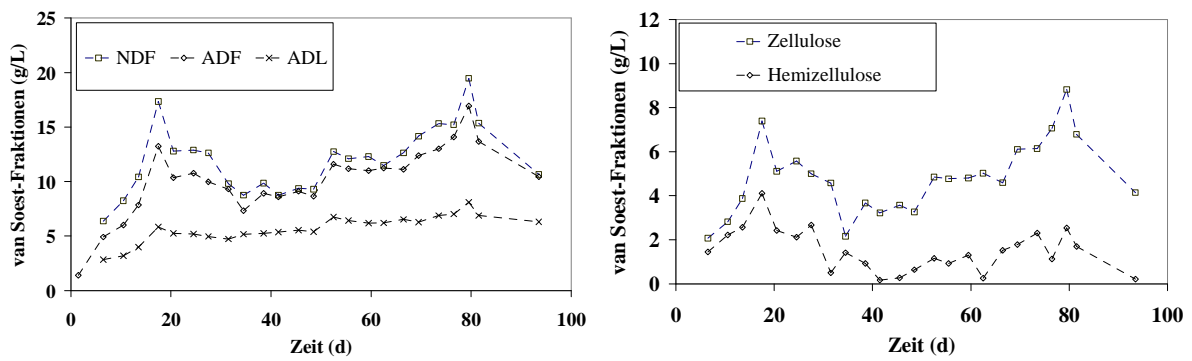 van Soest-Fraktionen (g/L)
25
20
15
10
5
0
NDF ADF ADL
0 20 40 60 80 100
Zeit (d)
van Soest-Fraktionen (g/L)
12
10
8
6
4
2
0
Zellulose
Hemizellulose
0 20 40 60 80 100
Zeit (d)